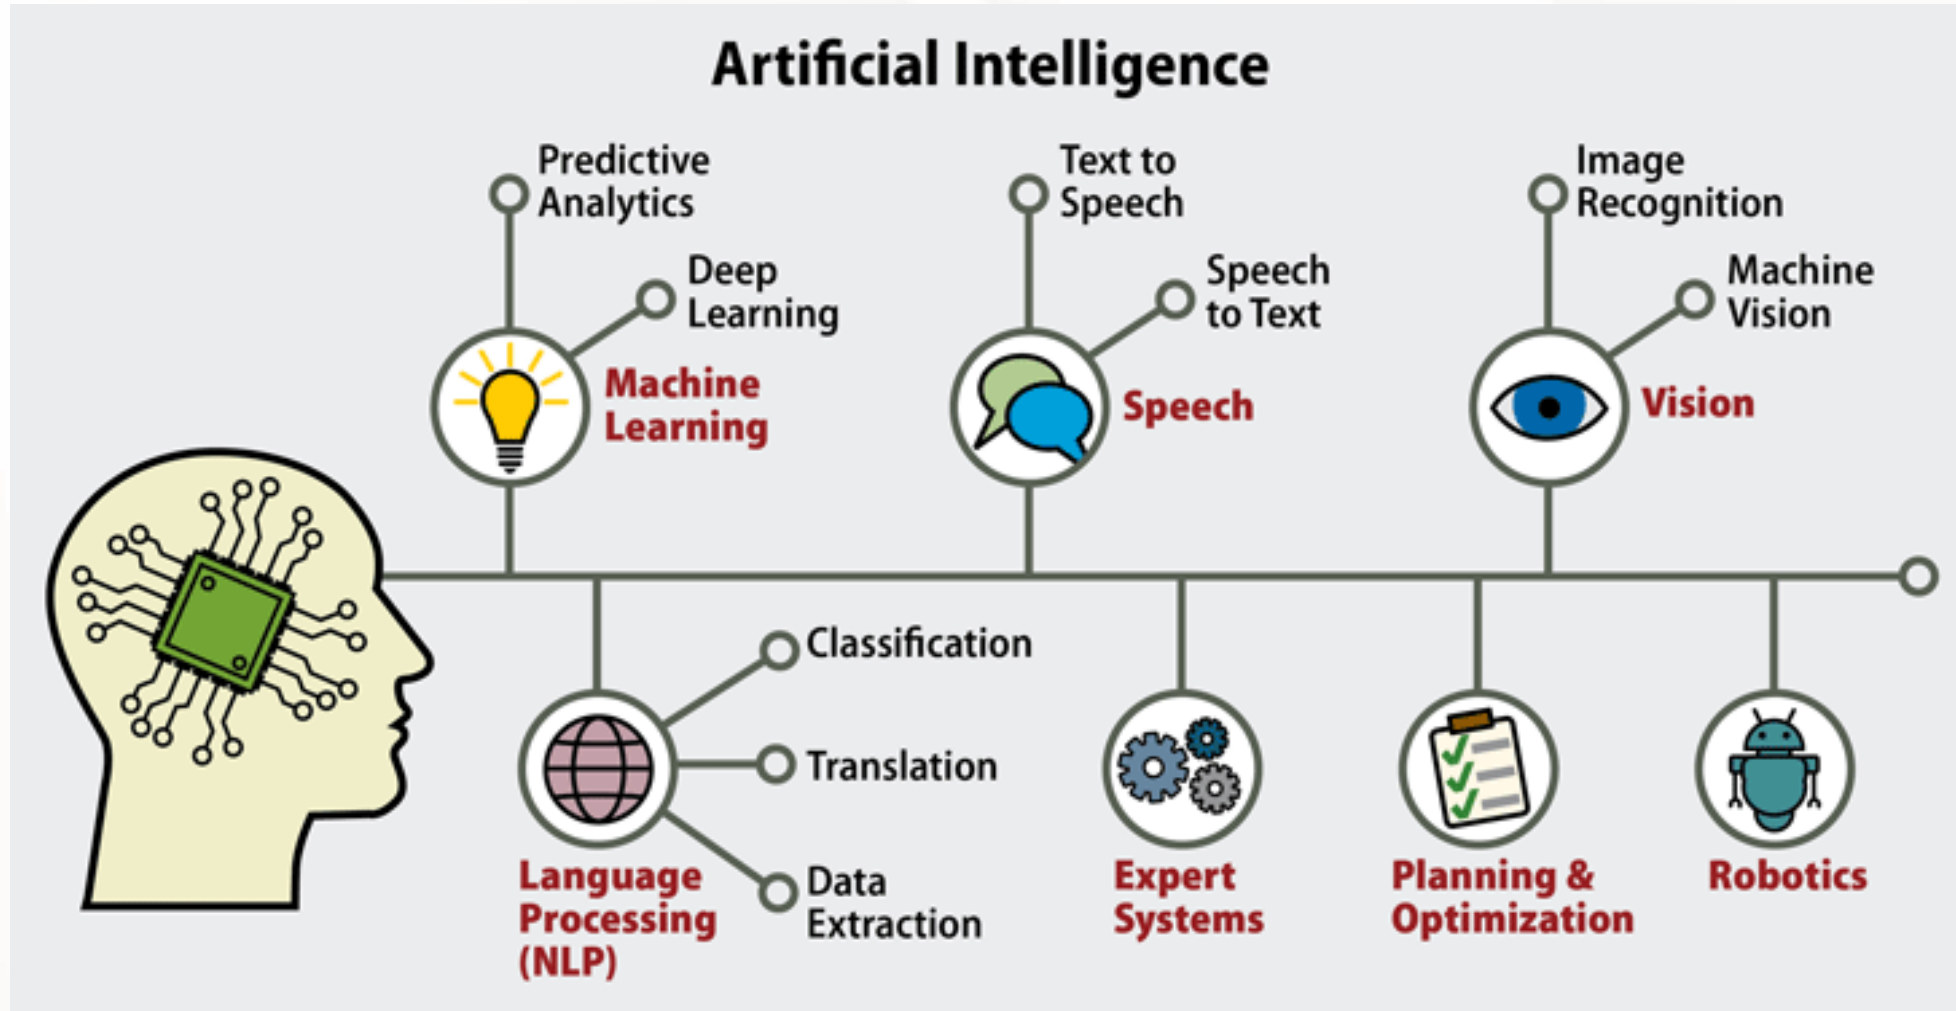 Artificial Intelligence
Predictive
Analytics
Deep
Learning
Machine
Learning
Text to
Speech
Speech
to Text
Speech
Image
Recognition
Machine
Vision
Vision
Classification
Translation
Data
Extraction
Language
Processing
(NLP)
Expert
Systems
Planning &
Optimization
Robotics